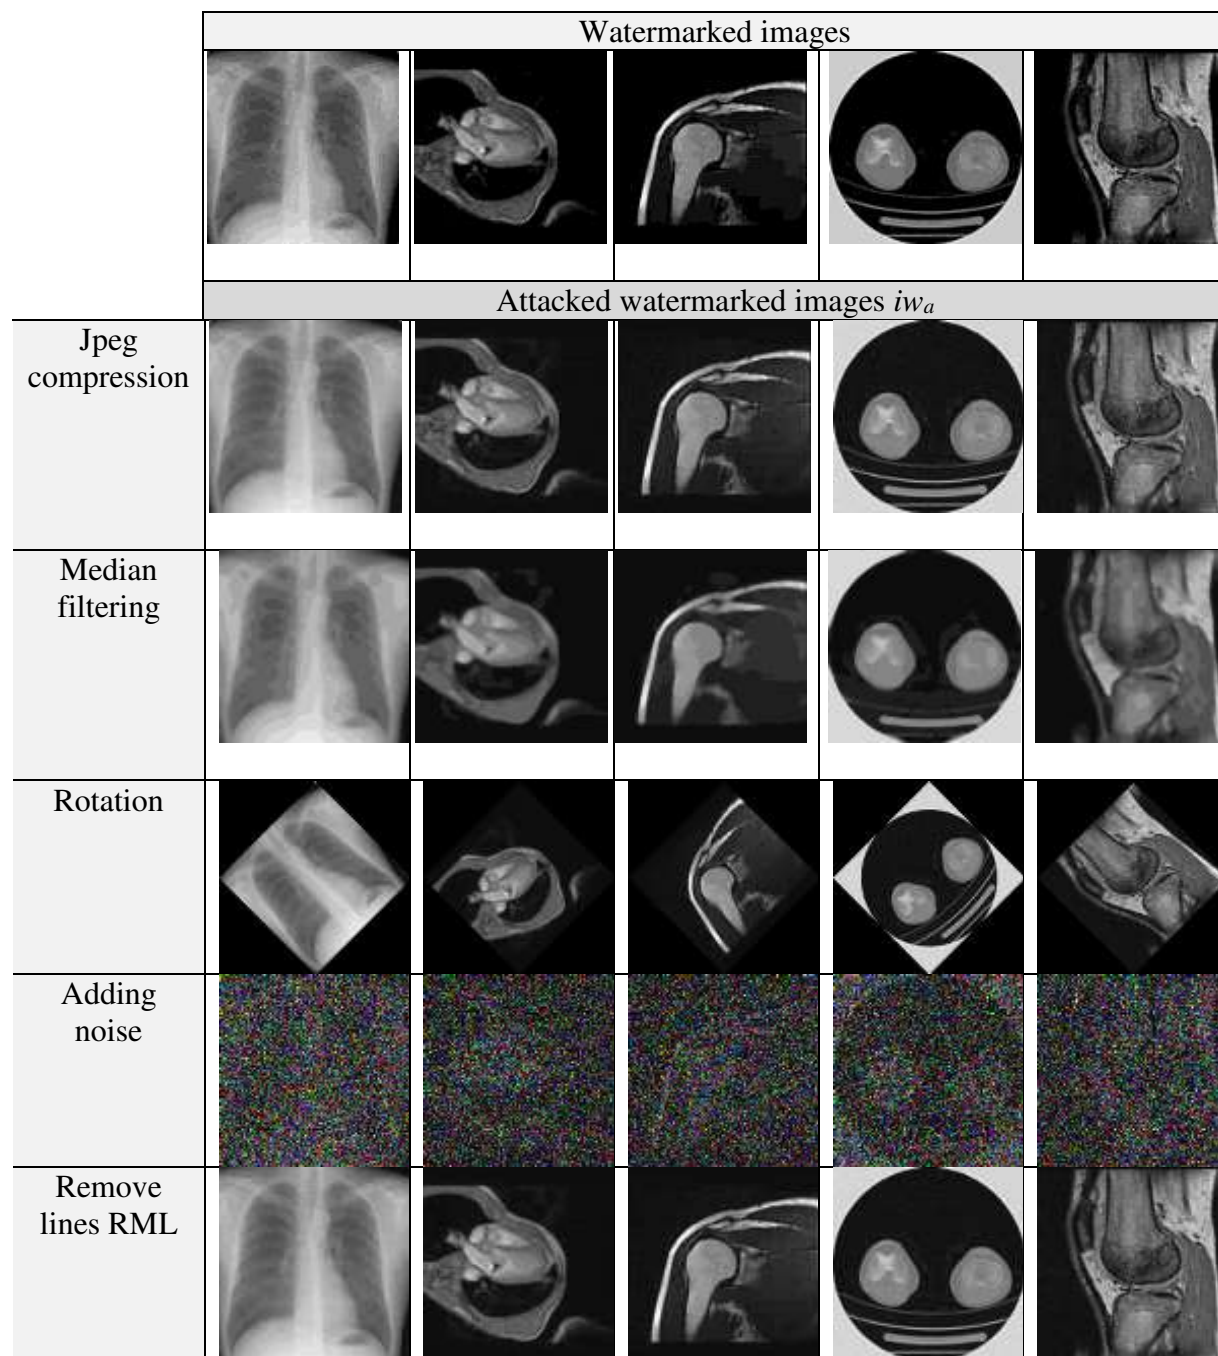 Watermarked images
Attacked watermarked images iwₐ
Jpeg
compression
Median
filtering
Rotation
Adding
noise
Remove
lines RML